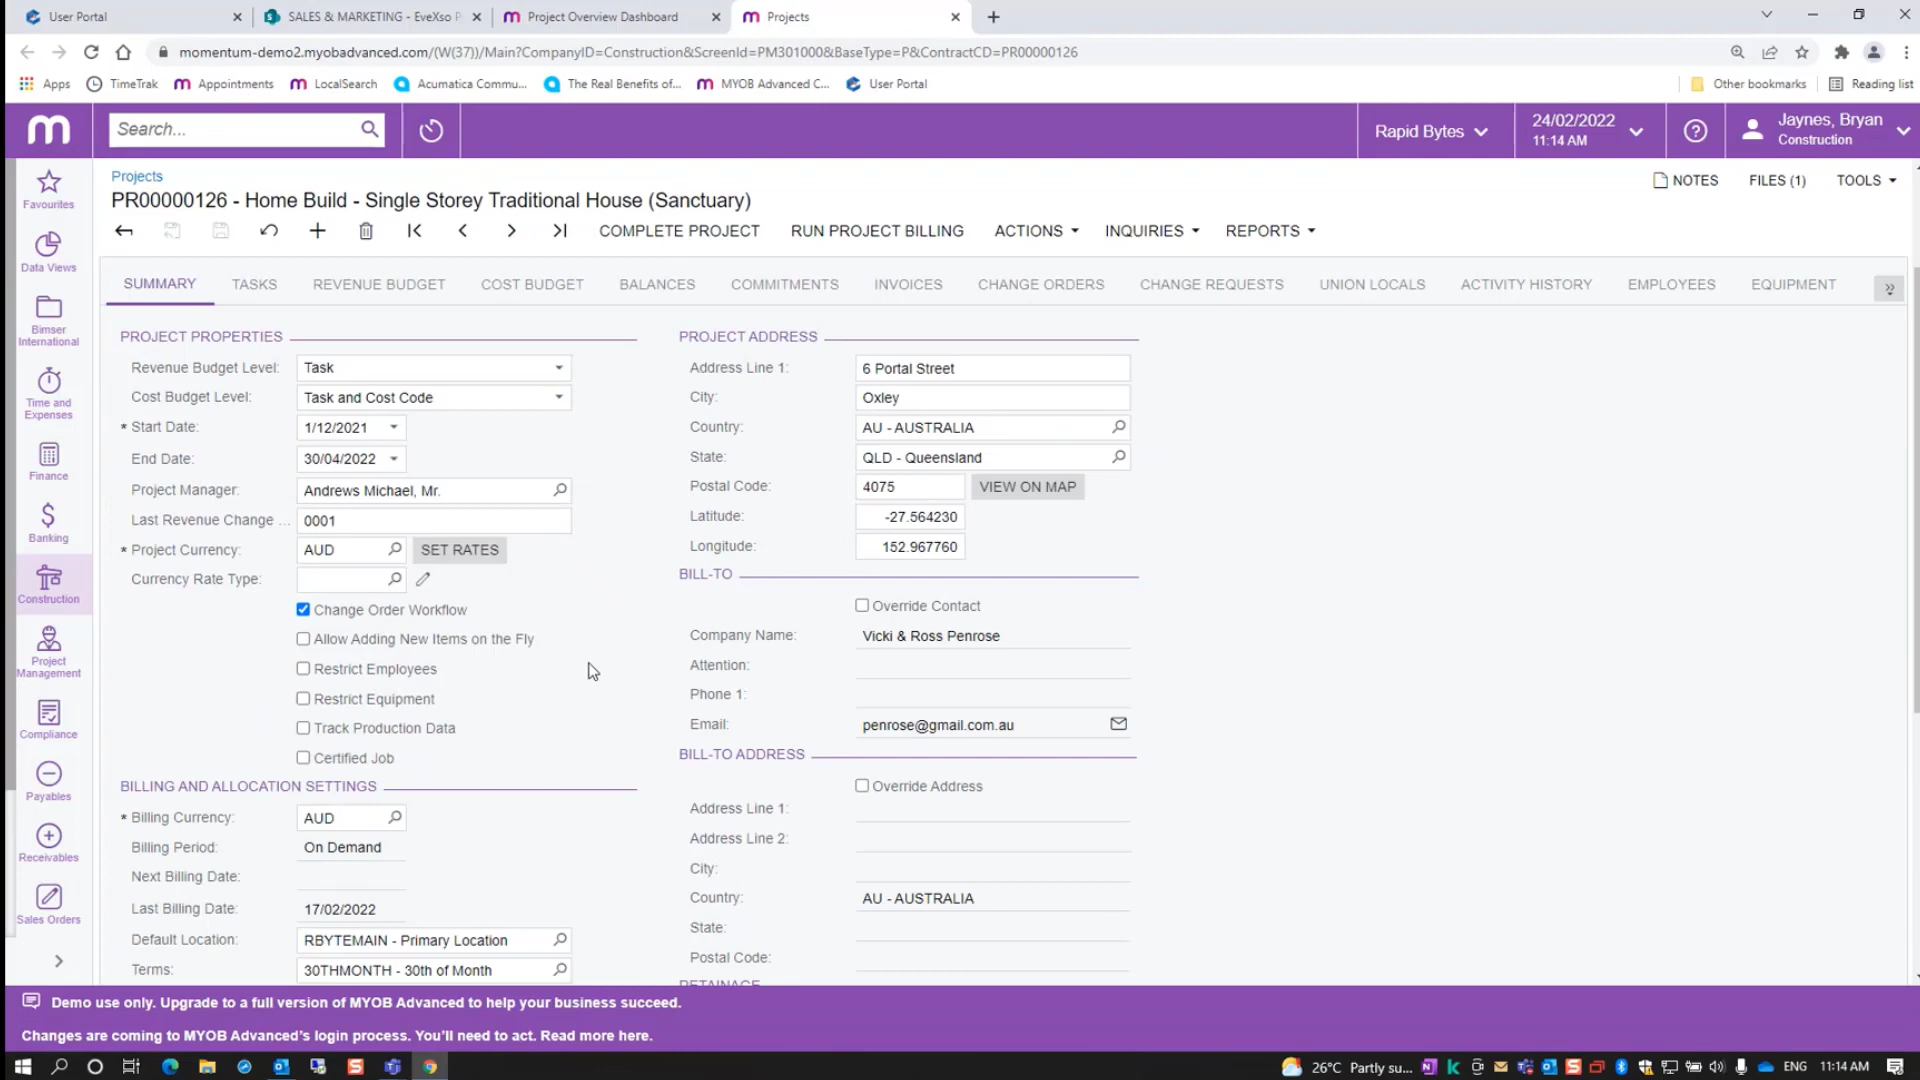 User Portal
SALES & MARKETING - EveXso P
Project Overview Dashboard
Projects
momentum-demo2.myobadvanced.com/(W(37))/Main?CompanyID=Construction&ScreenId=PM301000&BaseType=P&ContractCD=PR00000126
Apps TimeTrak Appointments LocalSearch Acumatica Commu... The Real Benefits of... MYOB Advanced C... User Portal Other bookmarks Reading list
Search...
Rapid Bytes
24/02/2022
11:14 AM
Jaynes, Bryan
Construction
Favourites
Data Views
Bimser International
Time and Expenses
Finance
Banking
Construction
Project Management
Compliance
Payables
Receivables
Sales Orders
Projects
PR00000126 - Home Build - Single Storey Traditional House (Sanctuary)
NOTES FILES (1) TOOLS
COMPLETE PROJECT RUN PROJECT BILLING ACTIONS INQUIRIES REPORTS
SUMMARY TASKS REVENUE BUDGET COST BUDGET BALANCES COMMITMENTS INVOICES CHANGE ORDERS CHANGE REQUESTS UNION LOCALS ACTIVITY HISTORY EMPLOYEES EQUIPMENT
PROJECT PROPERTIES
Revenue Budget Level: Task
Cost Budget Level: Task and Cost Code
* Start Date: 1/12/2021
End Date: 30/04/2022
Project Manager: Andrews Michael, Mr.
Last Revenue Change ... 0001
* Project Currency: AUD SET RATES
Currency Rate Type:
Change Order Workflow
Allow Adding New Items on the Fly
Restrict Employees
Restrict Equipment
Track Production Data
Certified Job
BILLING AND ALLOCATION SETTINGS
* Billing Currency: AUD
Billing Period: On Demand
Next Billing Date:
Last Billing Date: 17/02/2022
Default Location: RBYTEMAIN - Primary Location
Terms: 30THMONTH - 30th of Month
PROJECT ADDRESS
Address Line 1: 6 Portal Street
City: Oxley
Country: AU - AUSTRALIA
State: QLD - Queensland
Postal Code: 4075 VIEW ON MAP
Latitude: -27.564230
Longitude: 152.967760
BILL-TO
Override Contact
Company Name: Vicki & Ross Penrose
Attention:
Phone 1:
Email: penrose@gmail.com.au
BILL-TO ADDRESS
Override Address
Address Line 1:
Address Line 2:
City:
Country: AU - AUSTRALIA
State:
Postal Code:
RETAINAGE
Demo use only. Upgrade to a full version of MYOB Advanced to help your business succeed.
Changes are coming to MYOB Advanced's login process. You'll need to act. Read more here.
26°C Partly su... ENG 11:14 AM